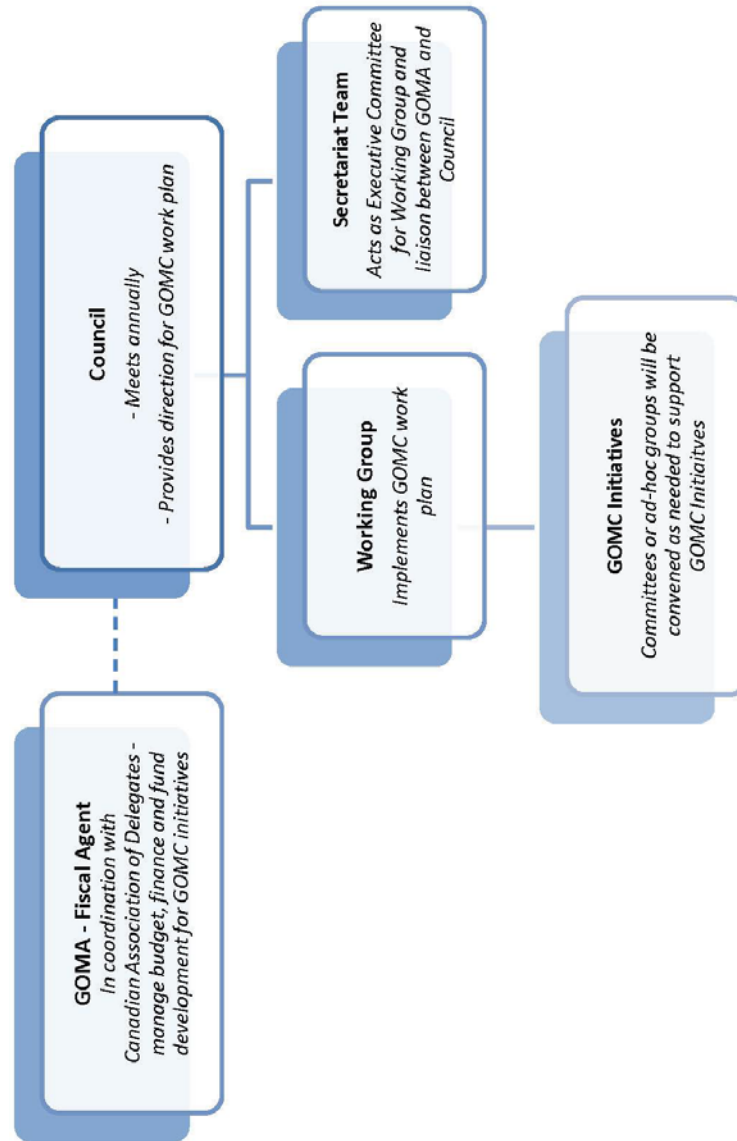 GOMA - Fiscal Agent
In coordination with
Canadian Association of Delegates -
manage budget, finance and fund
development for GOMC initiatives
Council
- Meets annually
- Provides direction for GOMC work plan
Working Group
Implements GOMC work
plan
Secretariat Team
Acts as Executive Committee
for Working Group and
liaison between GOMA and
Council
GOMC Initiatives
Committees or ad-hoc groups will be
convened as needed to support
GOMC Initiaitves